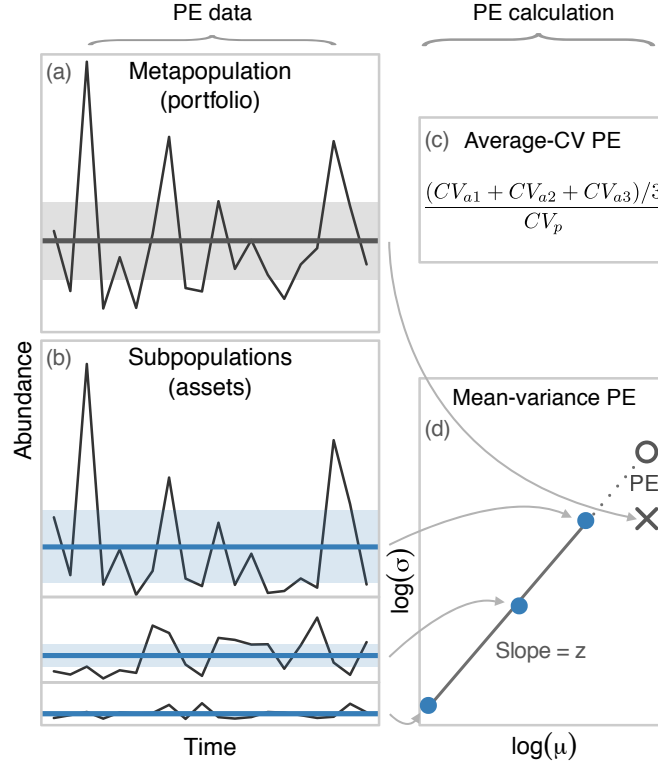 PE data
PE calculation
(a)
Metapopulation
(portfolio)
(c)
Average-CV PE
(CV_{a1} + CV_{a2} + CV_{a3})/3
CV_p
(b)
Subpopulations
(assets)
Abundance
Mean-variance PE
(d)
PE
log(σ)
Slope = z
Time
log(μ)